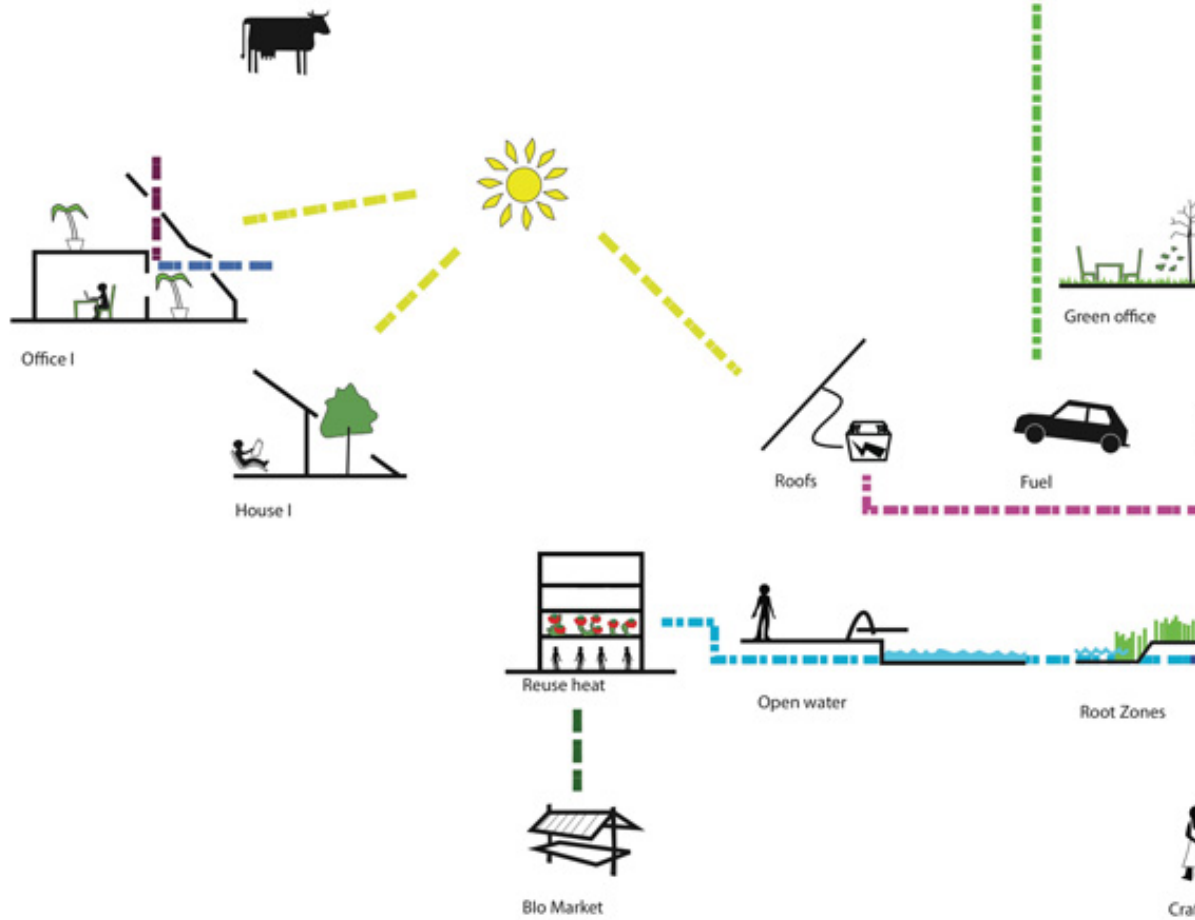 Green office
Office I
House I
Roofs
Fuel
Reuse heat
Open water
Root Zones
BIo Market